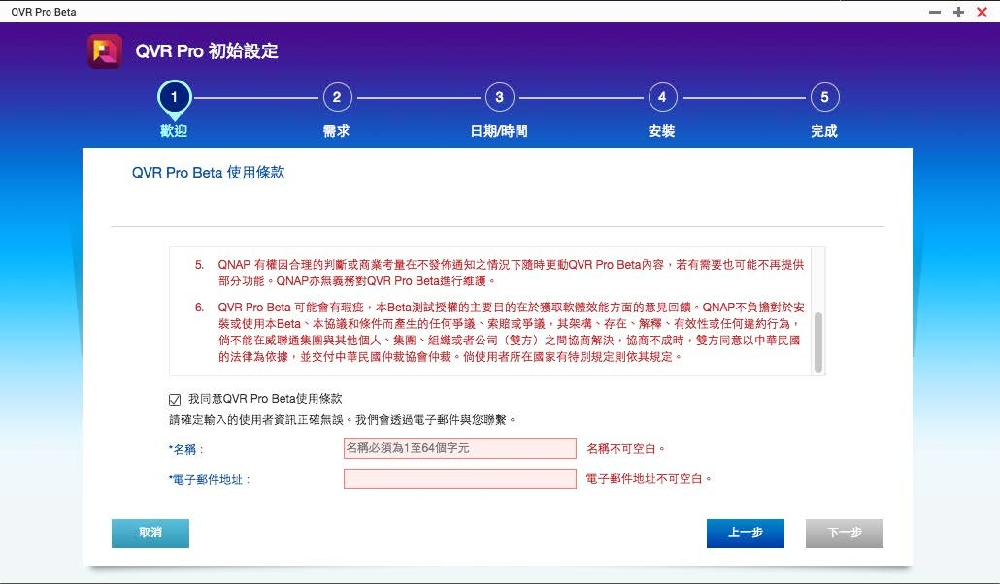 QVR Pro Beta
QVR Pro 初始設定
1 2 3 4 5
歡迎 需求 日期/時間 安裝 完成
QVR Pro Beta 使用條款
5. QNAP 有權因合理的判斷或商業考量在不發佈通知之情況下隨時更動QVR Pro Beta內容，若有需要也可能不再提供
部分功能。QNAP亦無義務對QVR Pro Beta進行維護。
6. QVR Pro Beta 可能會有瑕疵，本Beta測試授權的主要目的在於獲取軟體效能方面的意見回饋。QNAP不負擔對於安
裝或使用本Beta、本協議和條件而產生的任何爭議、索賠或爭議，其架構、存在、解釋、有效性或任何違約行為，
倘不能在威聯通集團與其他個人、集團、組織或者公司（雙方）之間協商解決，協商不成時，雙方同意以中華民國
的法律為依據，並交付中華民國仲裁協會仲裁。倘使用者所在國家有特別規定則依其規定。
我同意QVR Pro Beta使用條款
請確定輸入的使用者資訊正確無誤。我們會透過電子郵件與您聯繫。
*名稱： 名稱必須為1至64個字元 名稱不可空白。
*電子郵件地址： 電子郵件地址不可空白。
取消 上一步 下一步